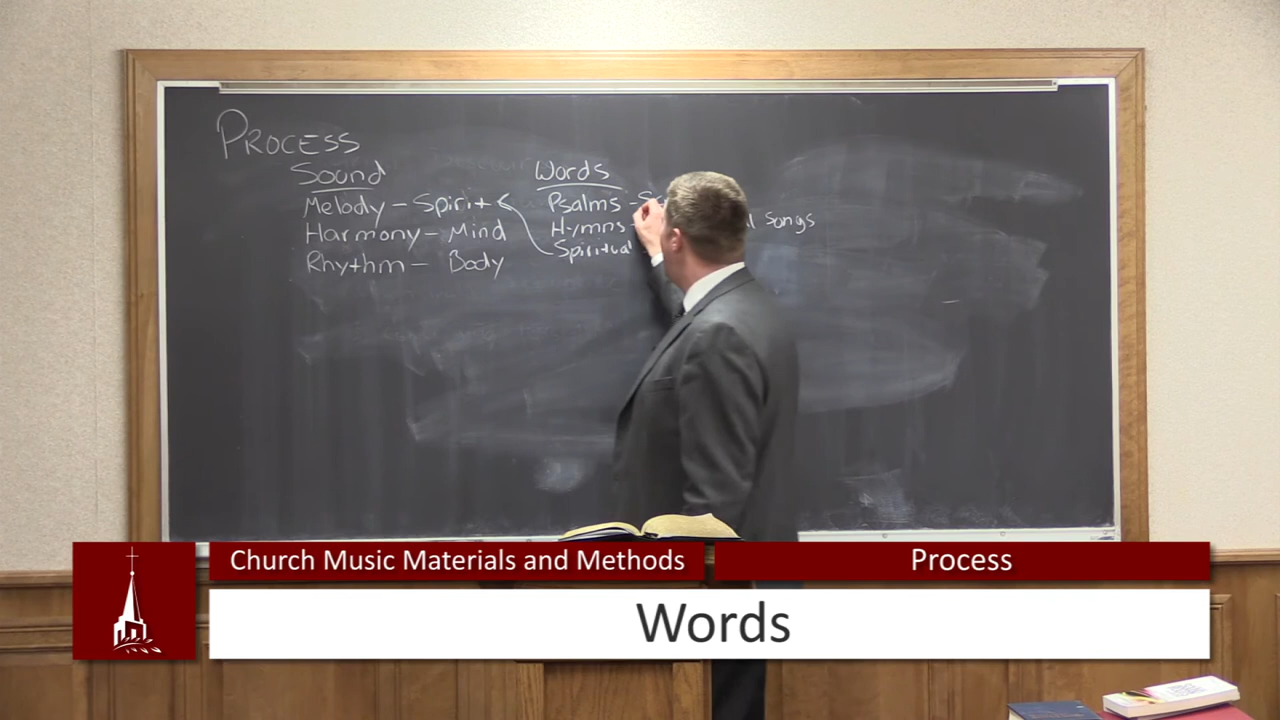 PROCESS
Sound
Melody – Spirit
Harmony – Mind
Rhythm – Body
Words
Psalms -
Hymns -
Spiritual
Songs
Church Music Materials and Methods
Process
Words